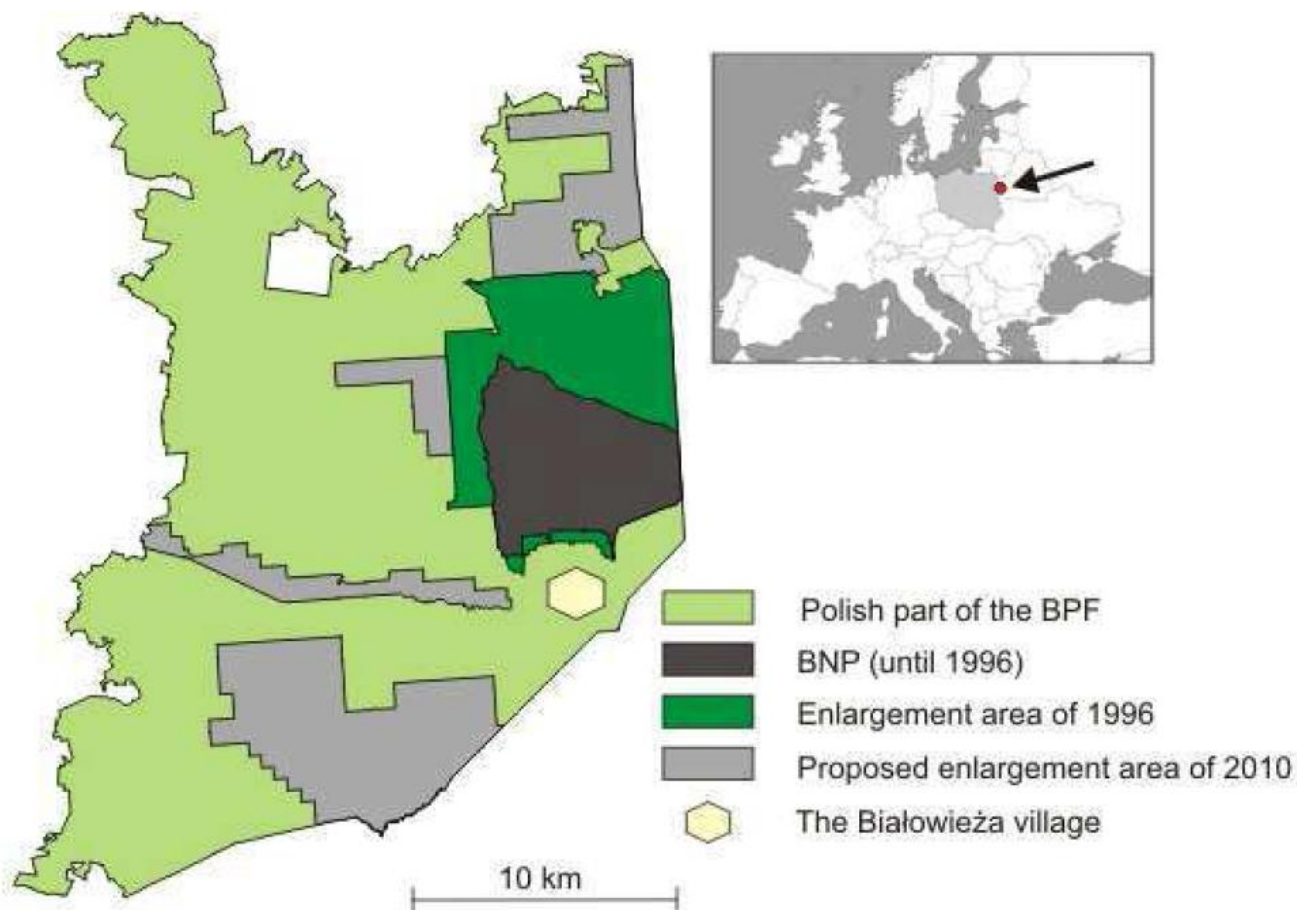 Polish part of the BPF
BNP (until 1996)
Enlargement area of 1996
Proposed enlargement area of 2010
The Białowieża village
10 km